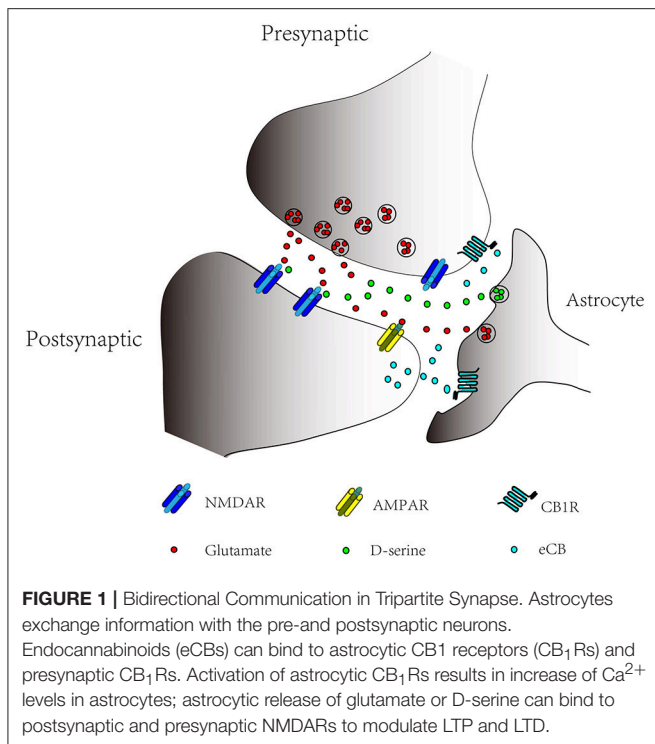 Presynaptic
Astrocyte
Postsynaptic
NMDAR AMPAR CB1R
Glutamate D-serine eCB
FIGURE 1 | Bidirectional Communication in Tripartite Synapse. Astrocytes
exchange information with the pre-and postsynaptic neurons.
Endocannabinoids (eCBs) can bind to astrocytic CB1 receptors (CB₁Rs) and
presynaptic CB₁Rs. Activation of astrocytic CB₁Rs results in increase of Ca²⁺
levels in astrocytes; astrocytic release of glutamate or D-serine can bind to
postsynaptic and presynaptic NMDARs to modulate LTP and LTD.